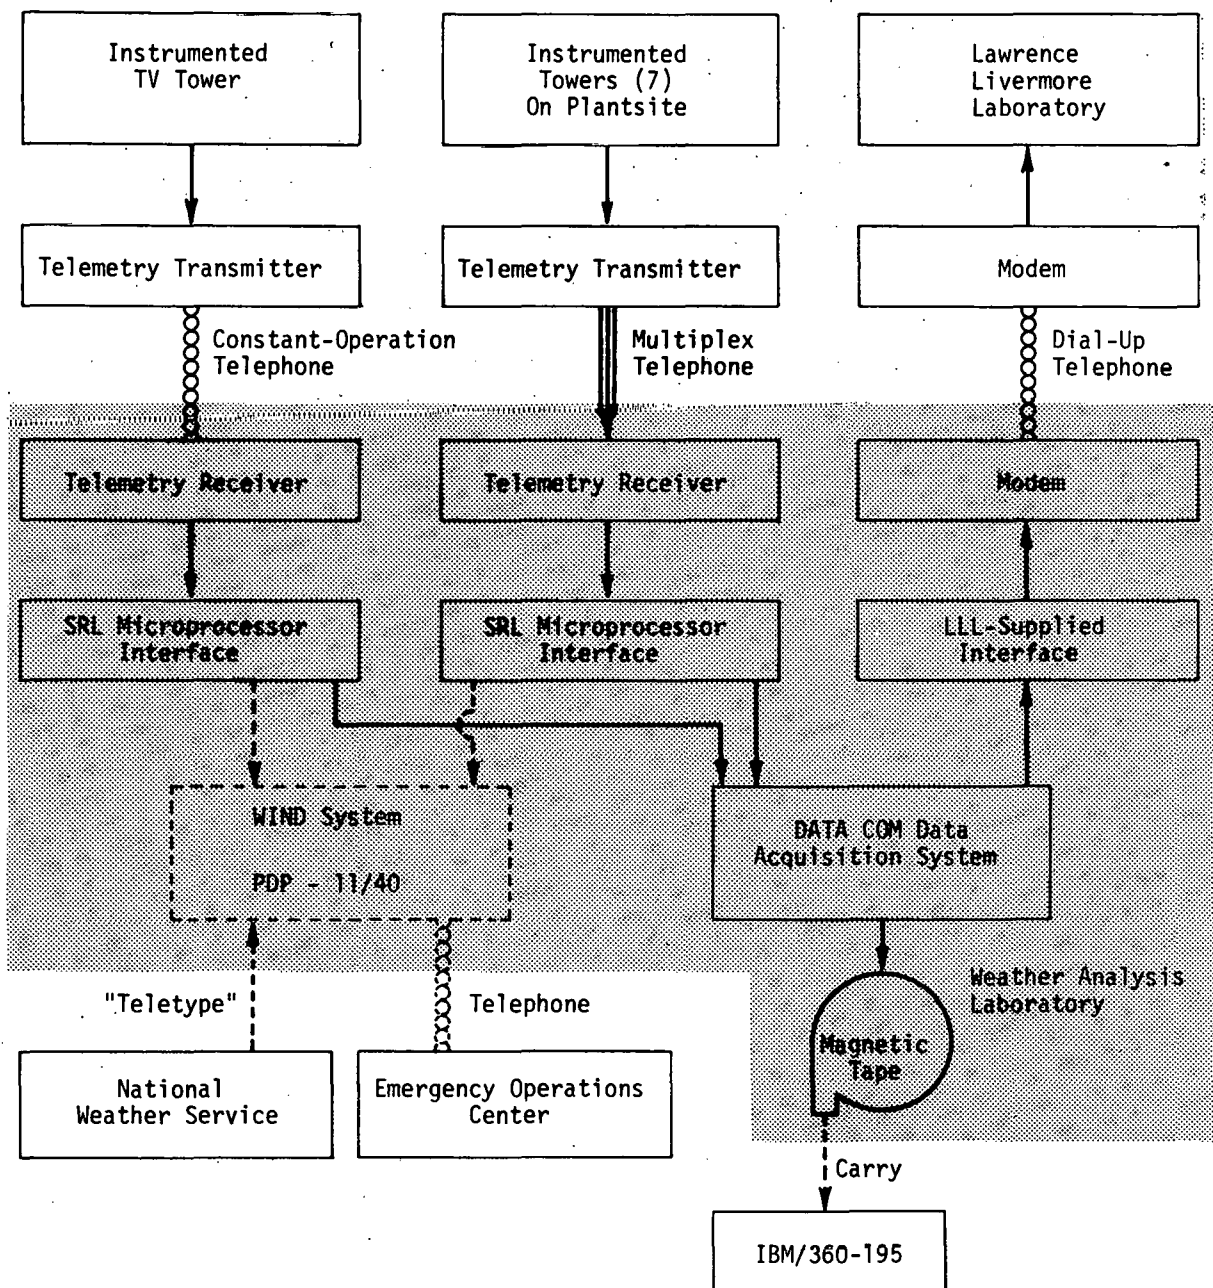 Instrumented
TV Tower
Instrumented
Towers (7)
On Plantsite
Lawrence
Livermore
Laboratory
Telemetry Transmitter
Telemetry Transmitter
Modem
Constant-Operation
Telephone
Multiplex
Telephone
Dial-Up
Telephone
Telemetry Receiver
Telemetry Receiver
Modem
SRL Microprocessor
Interface
SRL Microprocessor
Interface
LLL-Supplied
Interface
WIND System
PDP - 11/40
DATA COM Data
Acquisition System
"Teletype"
Telephone
Weather Analysis
Laboratory
Magnetic
Tape
National
Weather Service
Emergency Operations
Center
Carry
IBM/360-195